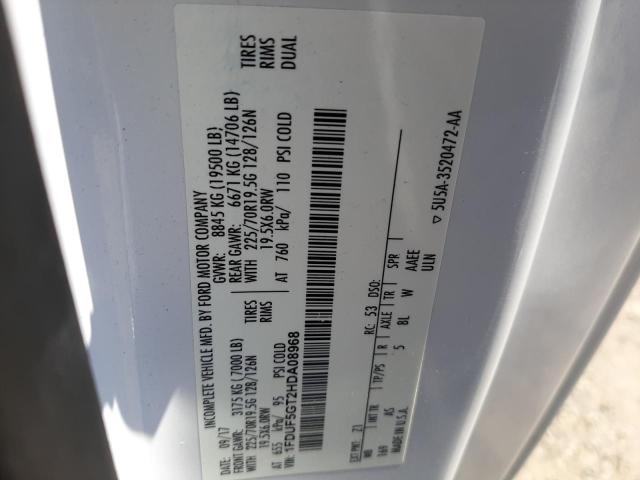 INCOMPLETE VEHICLE MFD. BY FORD MOTOR COMPANY
DATE: 09/17 GVWR: 8845 KG (19500 LB)
FRONT GAWR: 3175 KG (7000 LB) REAR GAWR: 6671 KG (14706 LB)
WITH 225/70R19.5G 128/126N TIRES WITH 225/70R19.5G 128/126N TIRES
19.5X6.0RW RIMS 19.5X6.0RW RIMS
AT 655 kPa/ 95 PSI COLD AT 760 kPa/ 110 PSI COLD DUAL
1FDUF5GT2HDA08968
EXT PNT: Z1 RC: 53 DSO:
WB INT TR TP/PS R AXLE TR SPR
169 AS 5 BL W AAEE
MADE IN U.S.A. ULN
▽ 5U5A-3520472-AA